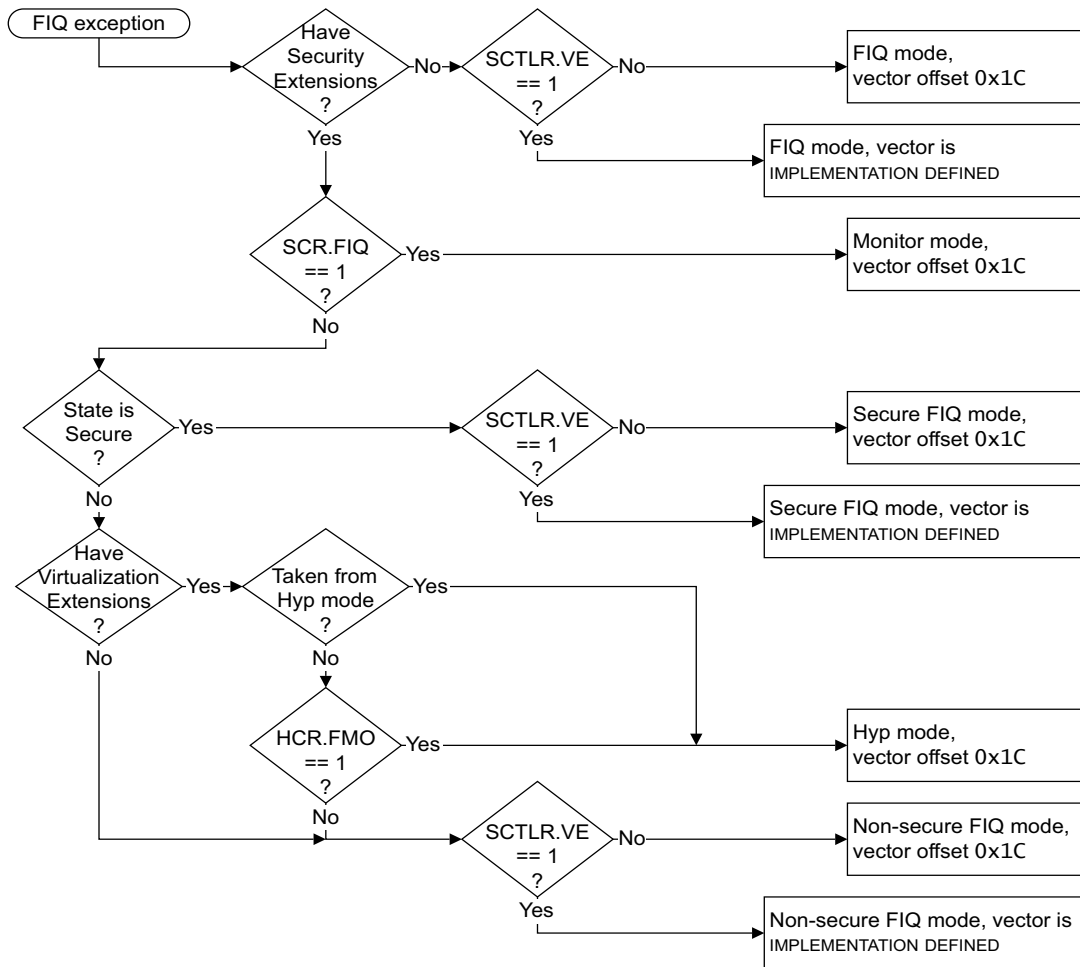 FIQ exception
Have
Security
Extensions
?
No
SCTLR.VE
== 1
?
No
FIQ mode,
vector offset 0x1C
Yes
Yes
FIQ mode, vector is
IMPLEMENTATION DEFINED
SCR.FIQ
== 1
?
Yes
Monitor mode,
vector offset 0x1C
No
State is
Secure
?
Yes
SCTLR.VE
== 1
?
No
Secure FIQ mode,
vector offset 0x1C
No
Yes
Secure FIQ mode, vector is
IMPLEMENTATION DEFINED
Have
Virtualization
Extensions
?
Yes
Taken from
Hyp mode
?
Yes
No
No
HCR.FMO
== 1
?
Yes
Hyp mode,
vector offset 0x1C
No
SCTLR.VE
== 1
?
No
Non-secure FIQ mode,
vector offset 0x1C
Yes
Non-secure FIQ mode, vector is
IMPLEMENTATION DEFINED